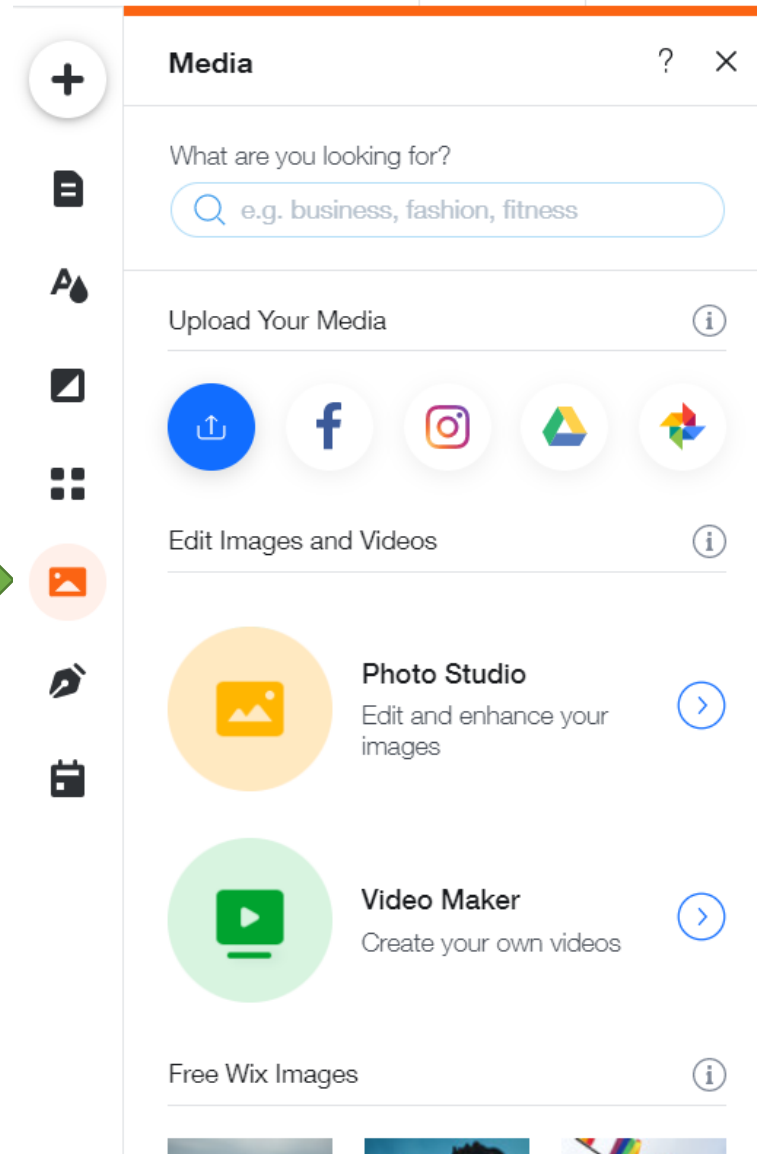 Media
?
What are you looking for?
e.g. business, fashion, fitness
Upload Your Media
Edit Images and Videos
Photo Studio
Edit and enhance your
images
Video Maker
Create your own videos
Free Wix Images